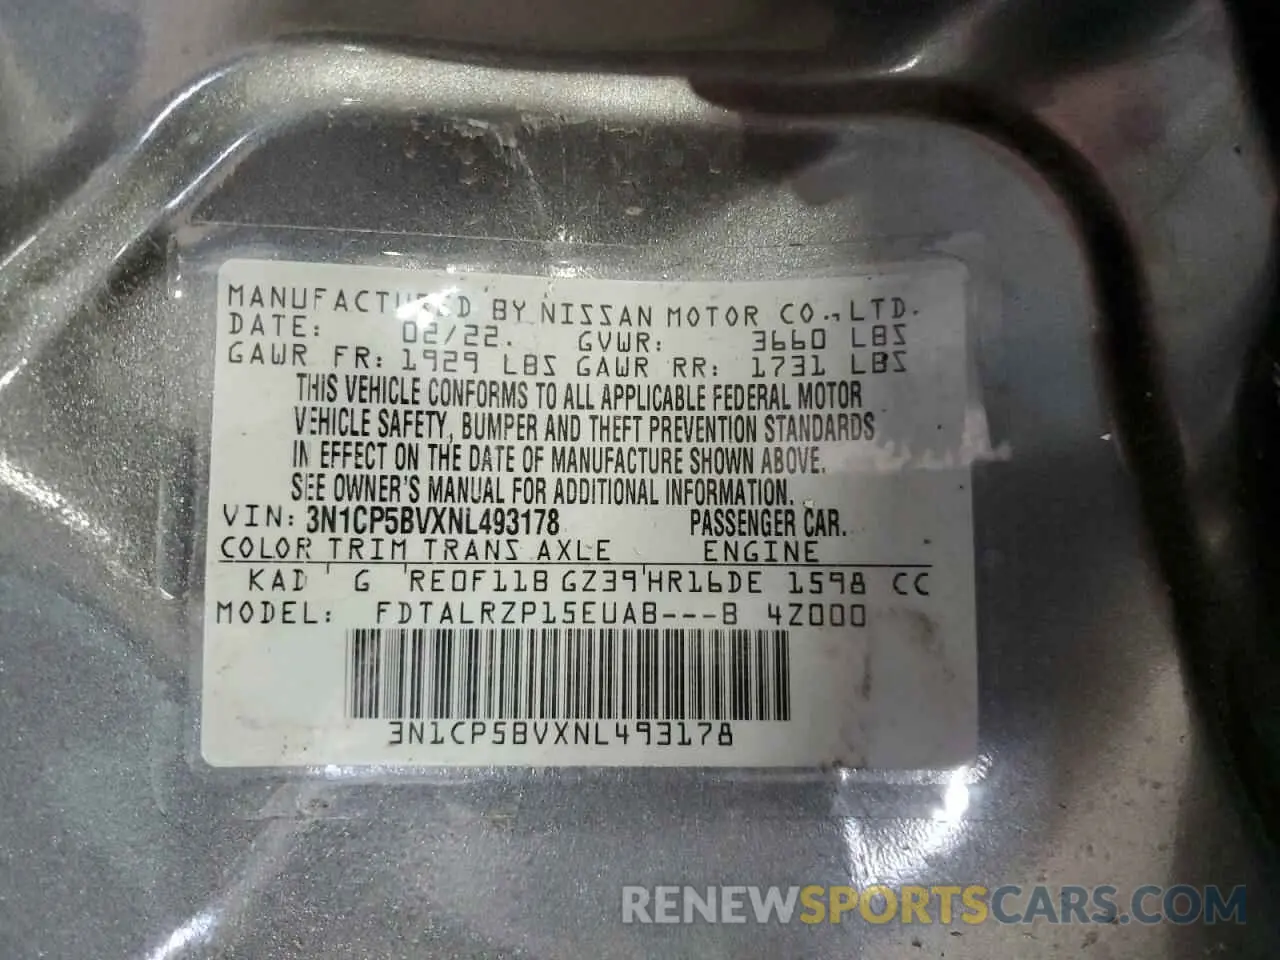 MANUFACTURED BY NISSAN MOTOR CO., LTD.
DATE: 02/22. GVWR: 3660 LBS
GAWR FR: 1929 LBS GAWR RR: 1731 LBS
THIS VEHICLE CONFORMS TO ALL APPLICABLE FEDERAL MOTOR
VEHICLE SAFETY, BUMPER AND THEFT PREVENTION STANDARDS
IN EFFECT ON THE DATE OF MANUFACTURE SHOWN ABOVE.
SEE OWNER'S MANUAL FOR ADDITIONAL INFORMATION.
VIN: 3N1CP5BVXNL493178 PASSENGER CAR.
COLOR TRIM TRANS AXLE ENGINE
KAD G RE0F11B GZ39 HR16DE 1598 CC
MODEL: FDTALRZP15EUAB---B 4Z000
3N1CP5BVXNL493178
RENEWSPORTSCARS.COM